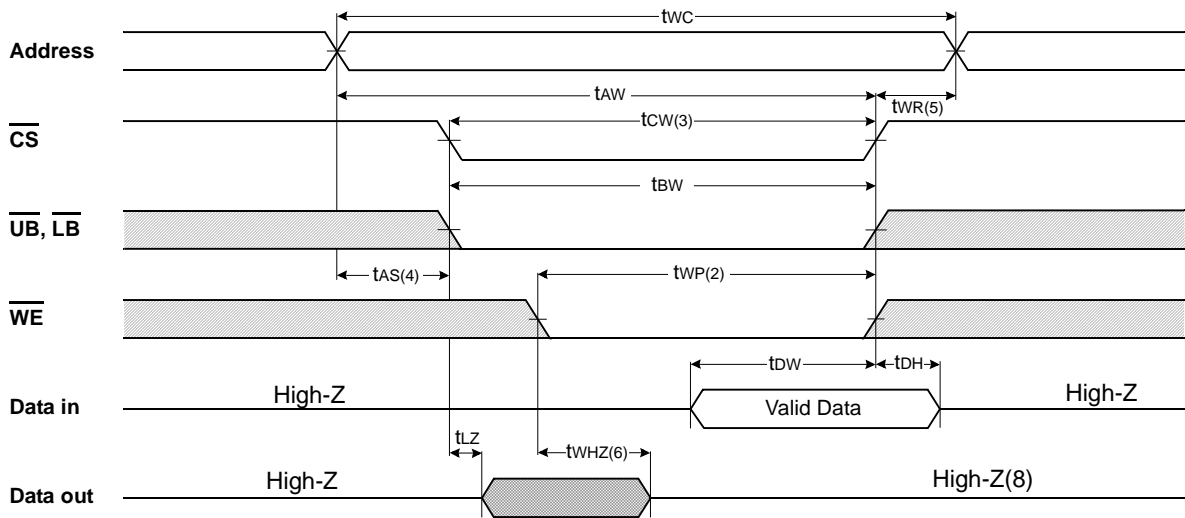 tWC
Address
tAW
tWR(5)
CS
tCW(3)
tBW
UB, LB
tAS(4)
tWP(2)
WE
tDW
tDH
Data in
High-Z
Valid Data
High-Z
tLZ
tWHZ(6)
Data out
High-Z
High-Z(8)